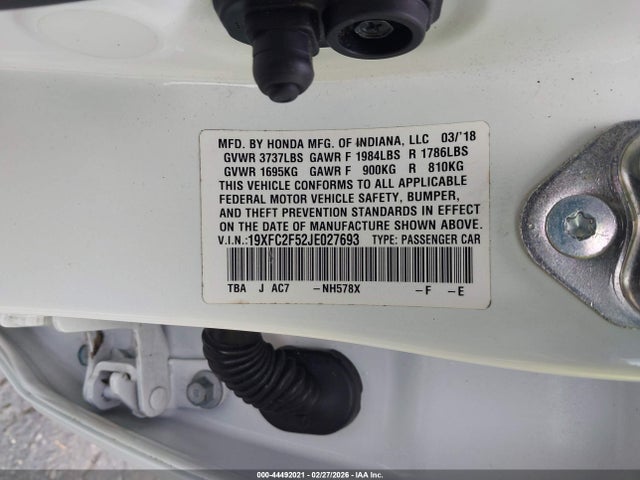 MFD. BY HONDA MFG. OF INDIANA, LLC 03/'18
GVWR 3737LBS GAWR F 1984LBS R 1786LBS
GVWR 1695KG GAWR F 900KG R 810KG
THIS VEHICLE CONFORMS TO ALL APPLICABLE
FEDERAL MOTOR VEHICLE SAFETY, BUMPER,
AND THEFT PREVENTION STANDARDS IN EFFECT
ON THE DATE OF MANUFACTURE SHOWN ABOVE.
V.I.N.:19XFC2F52JE027693 TYPE: PASSENGER CAR
TBA J AC7 -NH578X -F -E
000-44492021 | 02/27/2026 - IAAI.COM